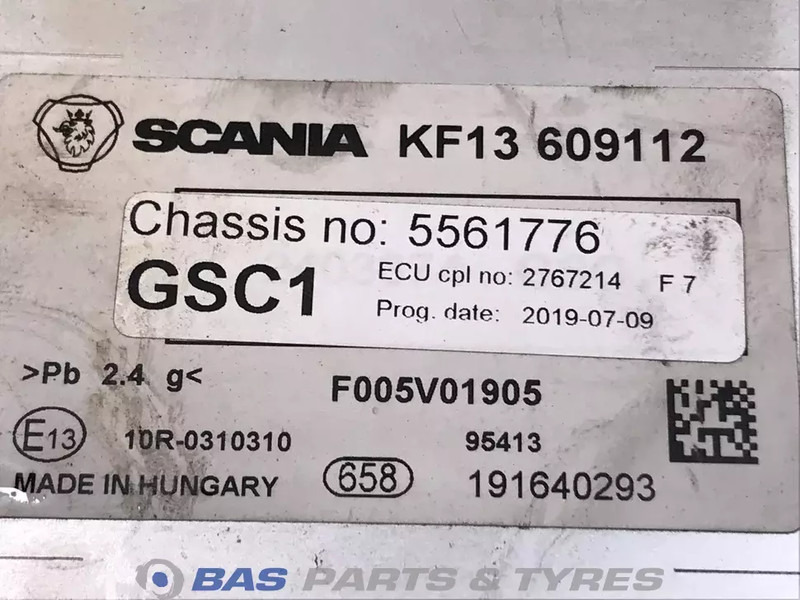 SCANIA KF13 609112
Chassis no: 5561776
GSC1 ECU cpl no: 2767214 F 7
Prog. date: 2019-07-09
>Pb 2.4 g< F005V01905
E13 10R-0310310 95413
MADE IN HUNGARY 658 191640293
BAS PARTS & TYRES